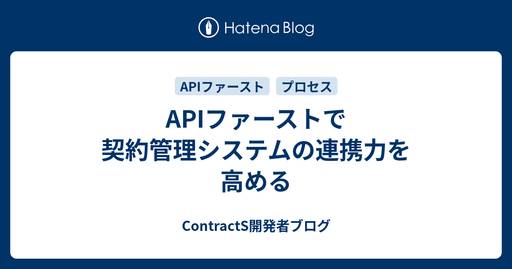 Hatena Blog
APIファースト プロセス
APIファーストで
契約管理システムの連携力を
高める
ContractS開発者ブログ